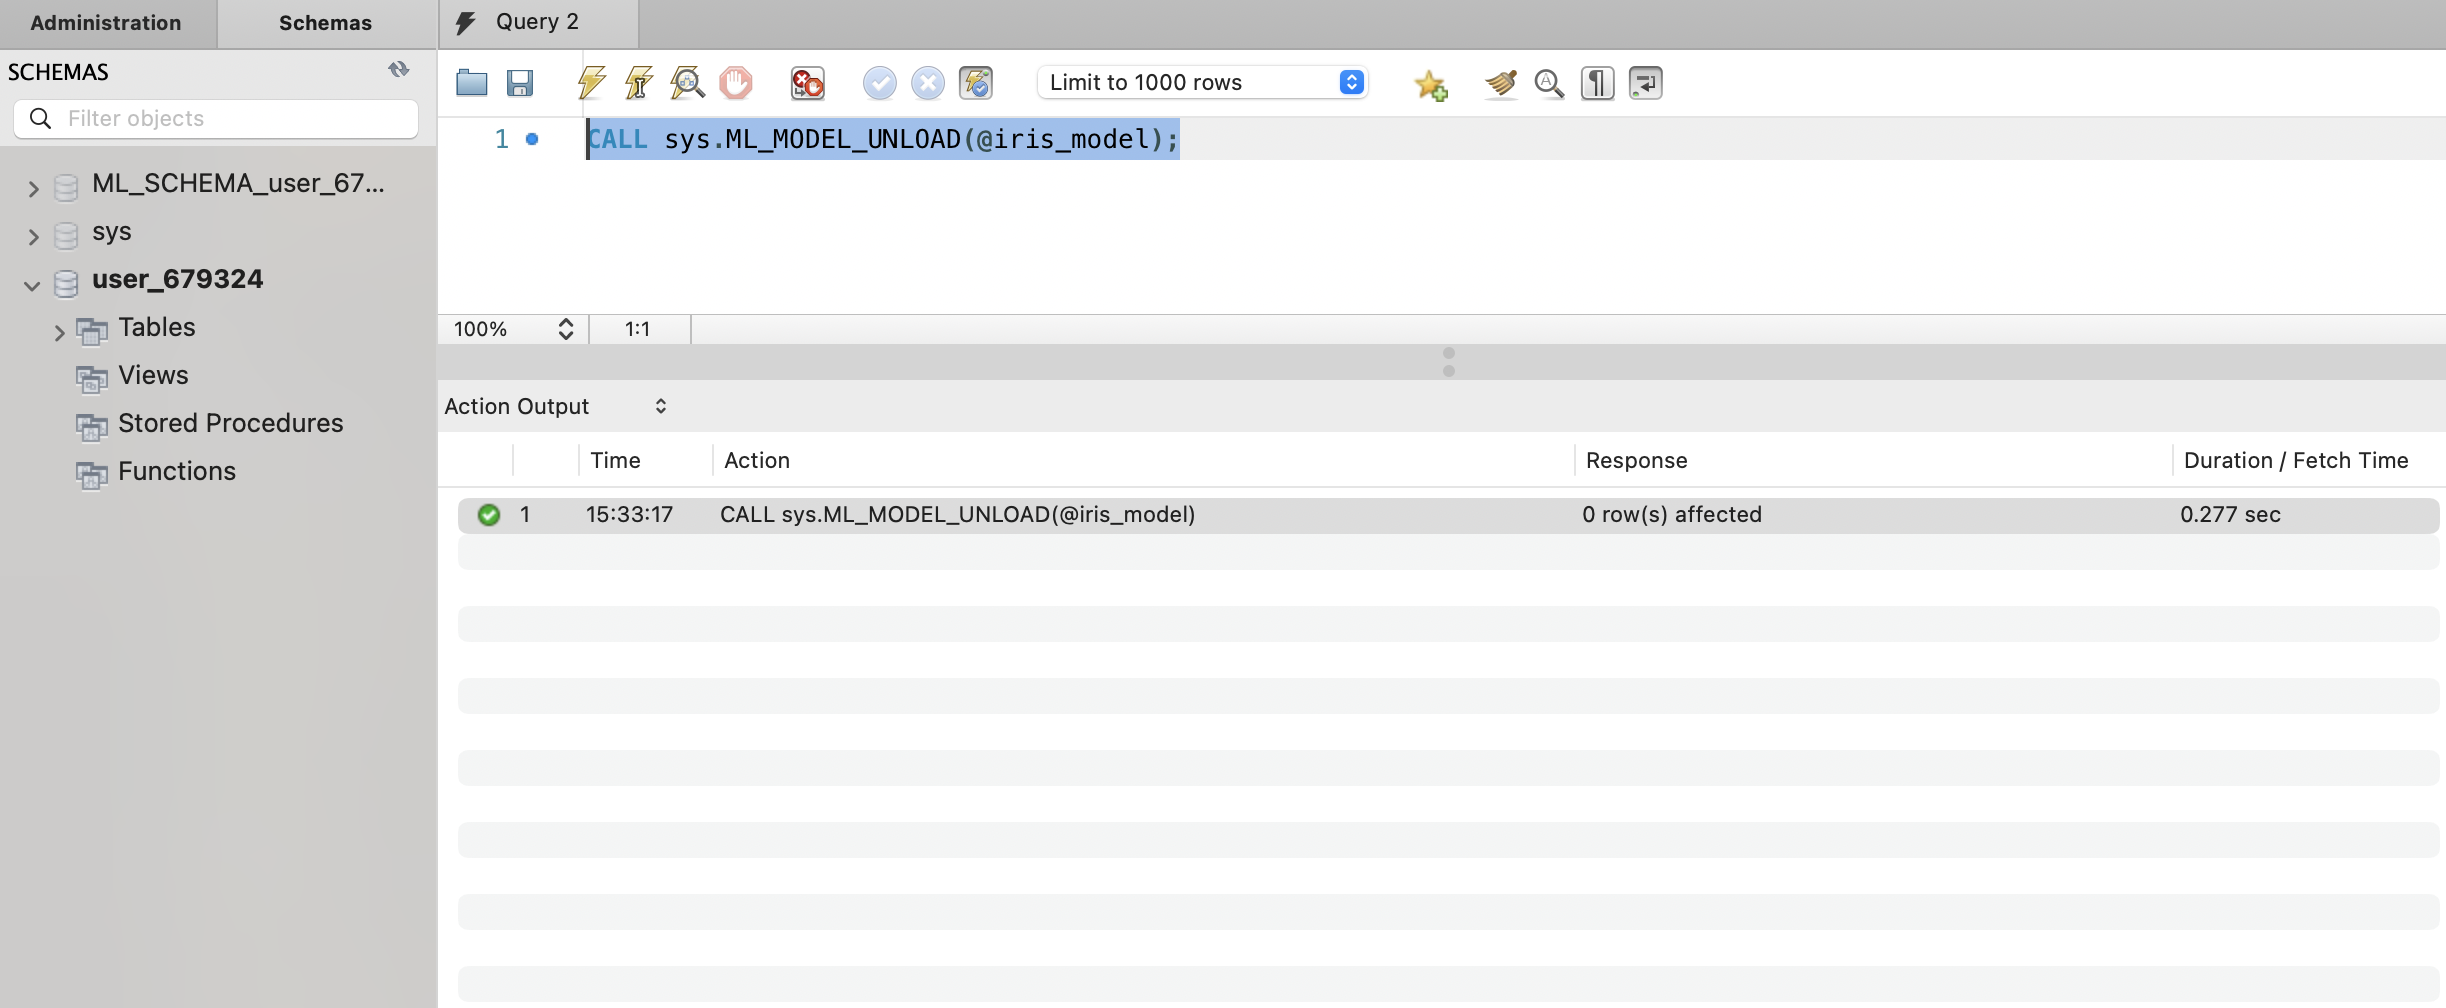 Administration
Schemas
Query 2
SCHEMAS
Filter objects
ML_SCHEMA_user_67...
sys
user_679324
Tables
Views
Stored Procedures
Functions
Limit to 1000 rows
1 CALL sys.ML_MODEL_UNLOAD(@iris_model);
100% 1:1
Action Output
Time Action Response Duration / Fetch Time
1 15:33:17 CALL sys.ML_MODEL_UNLOAD(@iris_model) 0 row(s) affected 0.277 sec